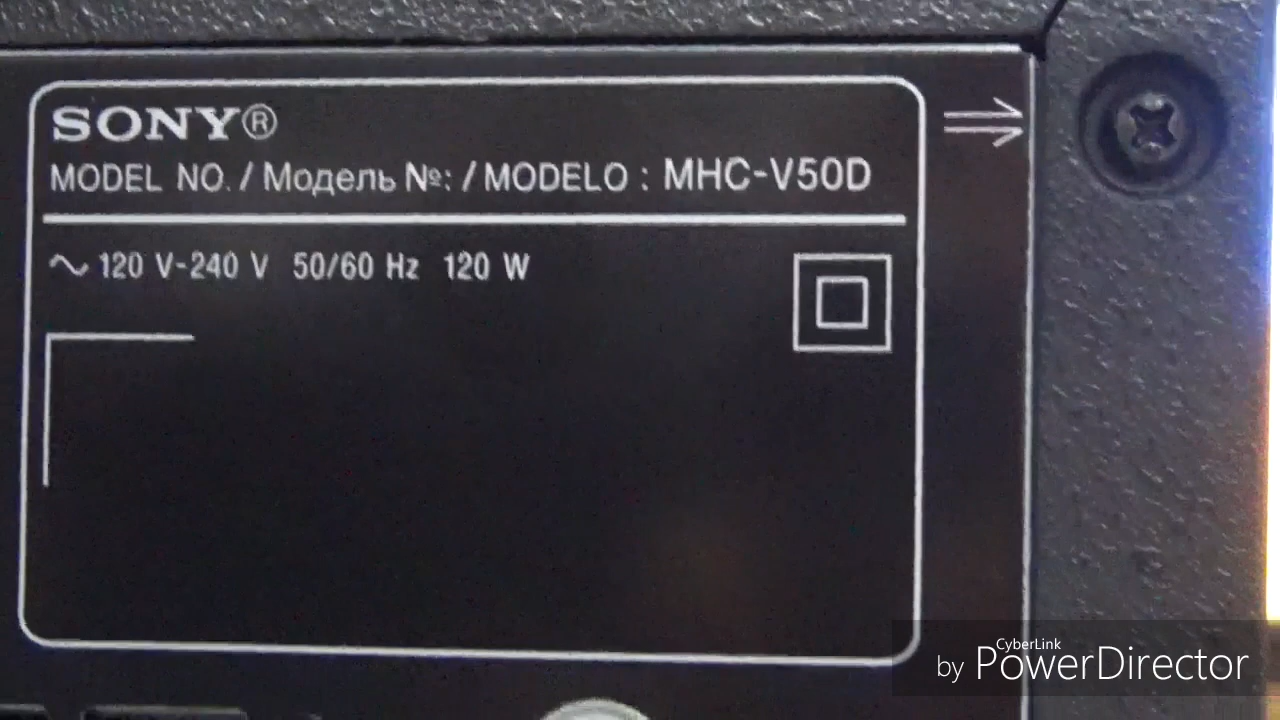 SONY®
MODEL NO. / Модель №: / MODELO : MHC-V50D
~ 120 V-240 V 50/60 Hz 120 W
CyberLink
by PowerDirector